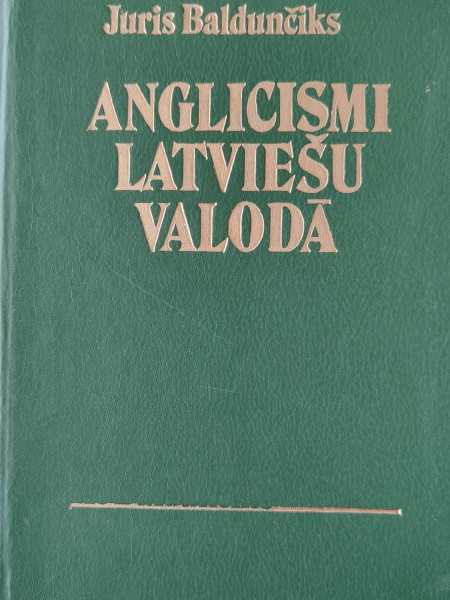 Juris Baldunčiks
ANGLICISMI
LATVIEŠU
VALODĀ